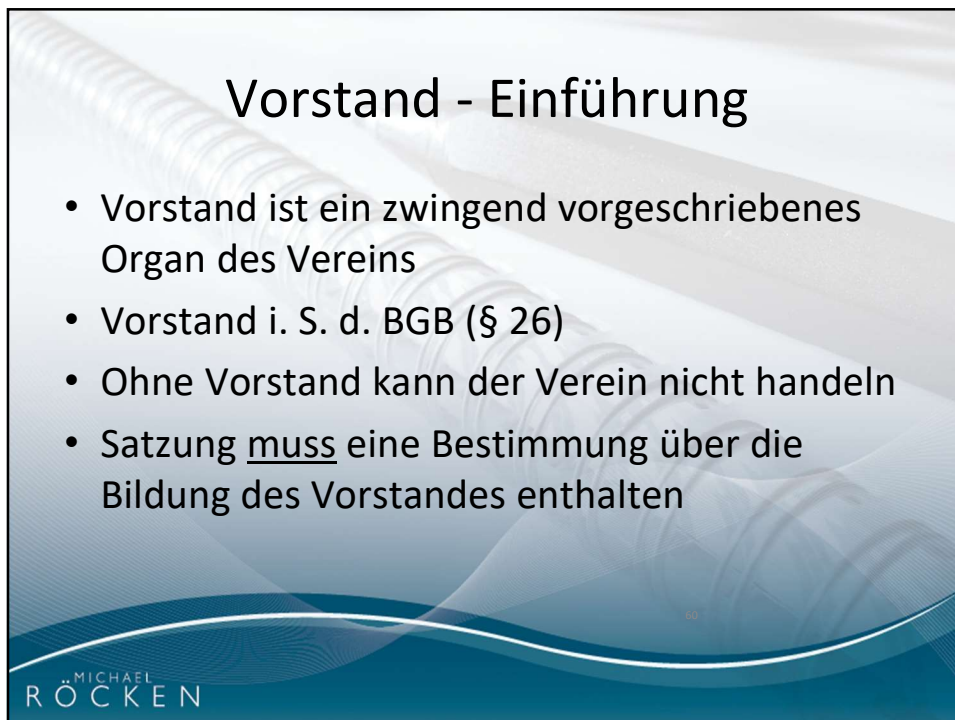 Vorstand - Einführung
• Vorstand ist ein zwingend vorgeschriebenes
Organ des Vereins
• Vorstand i. S. d. BGB (§ 26)
• Ohne Vorstand kann der Verein nicht handeln
• Satzung muss eine Bestimmung über die
Bildung des Vorstandes enthalten
60
MICHAEL
RÖCKEN